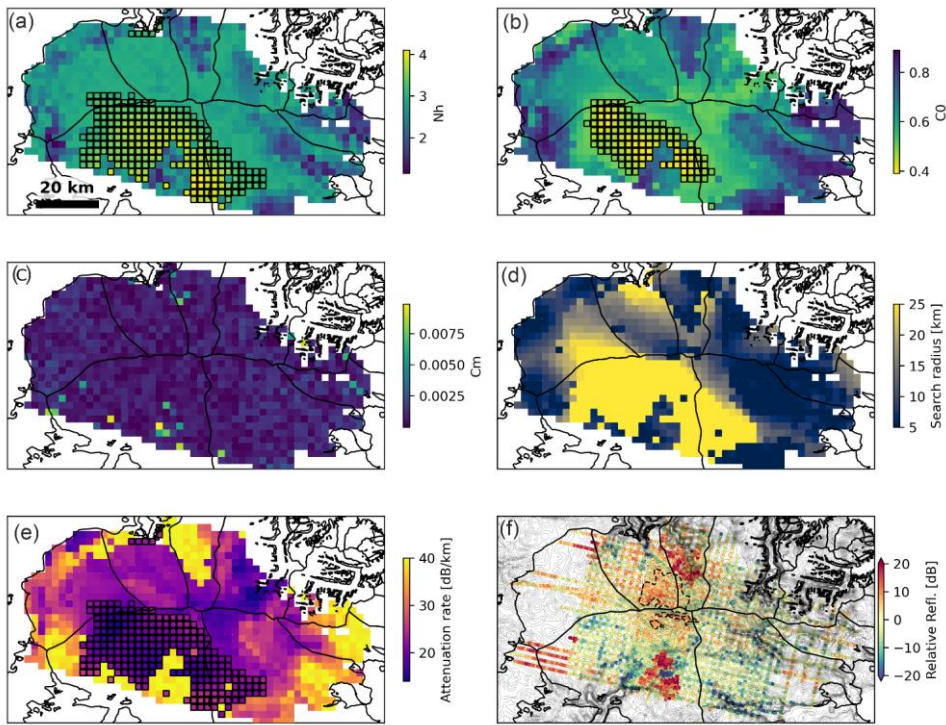 (a)
4
3
2
Nh
20 km
(b)
0.8
0.6
0.4
C0
(c)
0.0075
0.0050
0.0025
Cm
(d)
25
20
15
10
5
Search radius [km]
(e)
40
30
20
Attenuation rate [dB/km]
(f)
20
10
0
−10
−20
Relative Refl. [dB]